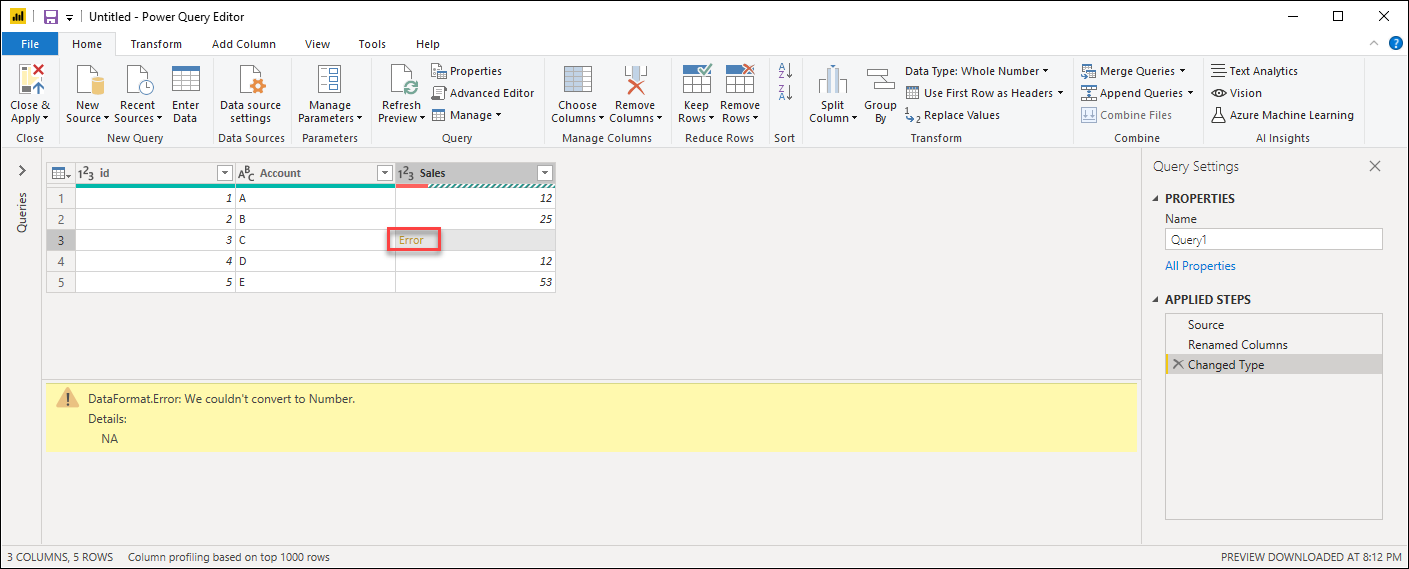 Untitled - Power Query Editor
File Home Transform Add Column View Tools Help
Close & Apply
Close
New Source
Recent Sources
Enter Data
New Query
Data source settings
Data Sources
Manage Parameters
Parameters
Refresh Preview
Properties
Advanced Editor
Manage
Query
Choose Columns
Remove Columns
Manage Columns
Keep Rows
Remove Rows
Reduce Rows
Sort
Split Column
Group By
Data Type: Whole Number
Use First Row as Headers
Replace Values
Transform
Merge Queries
Append Queries
Combine Files
Combine
Text Analytics
Vision
Azure Machine Learning
AI Insights
Queries
123 id ABC Account 123 Sales
1 1 A 12
2 2 B 25
3 3 C Error
4 4 D 12
5 5 E 53
DataFormat.Error: We couldn't convert to Number.
Details:
NA
Query Settings
PROPERTIES
Name
Query1
All Properties
APPLIED STEPS
Source
Renamed Columns
Changed Type
3 COLUMNS, 5 ROWS Column profiling based on top 1000 rows
PREVIEW DOWNLOADED AT 8:12 PM